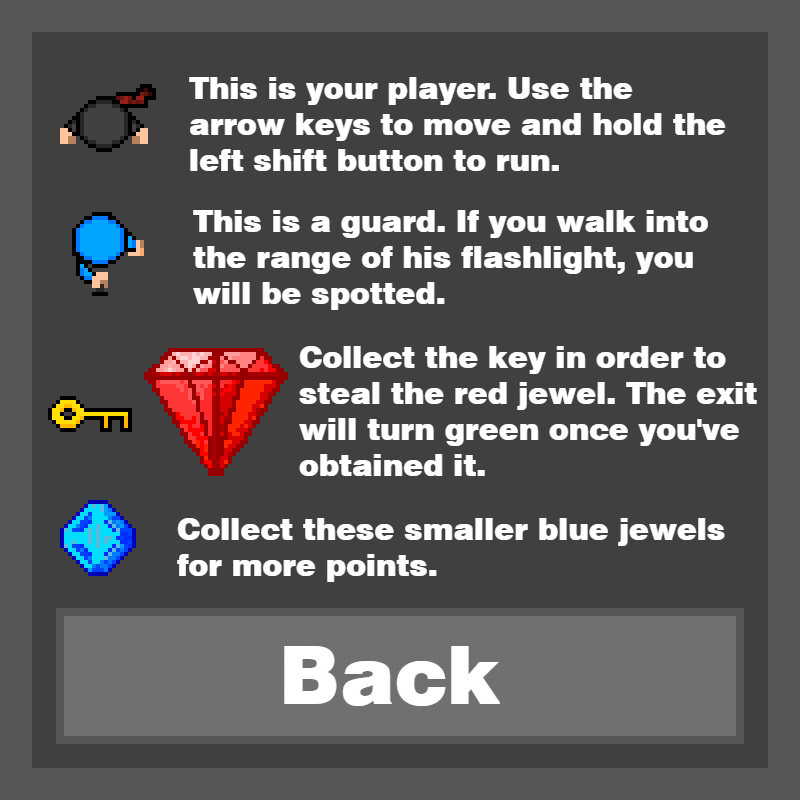 This is your player. Use the
arrow keys to move and hold the
left shift button to run.
This is a guard. If you walk into
the range of his flashlight, you
will be spotted.
Collect the key in order to
steal the red jewel. The exit
will turn green once you've
obtained it.
Collect these smaller blue jewels
for more points.
Back